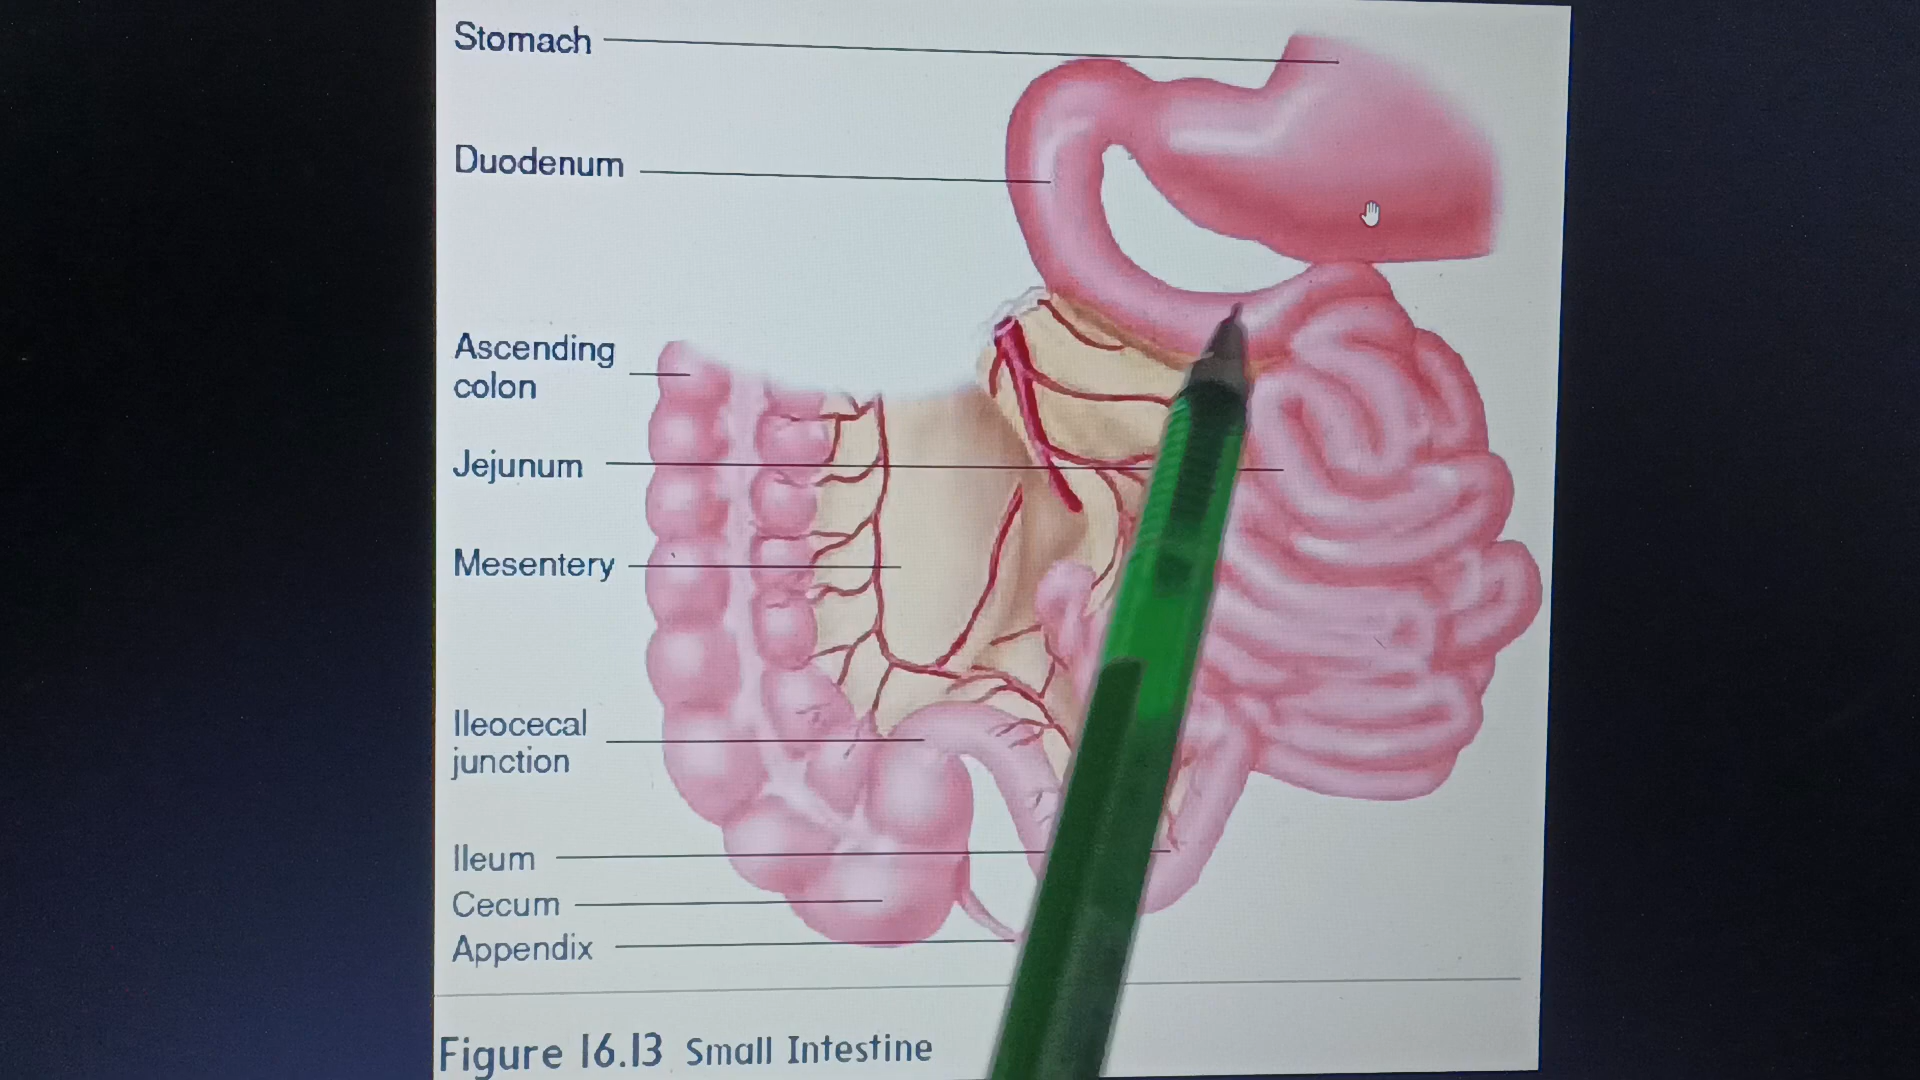 Stomach
Duodenum
Ascending
colon
Jejunum
Mesentery
Ileocecal
junction
Ileum
Cecum
Appendix
Figure 16.13 Small Intestine